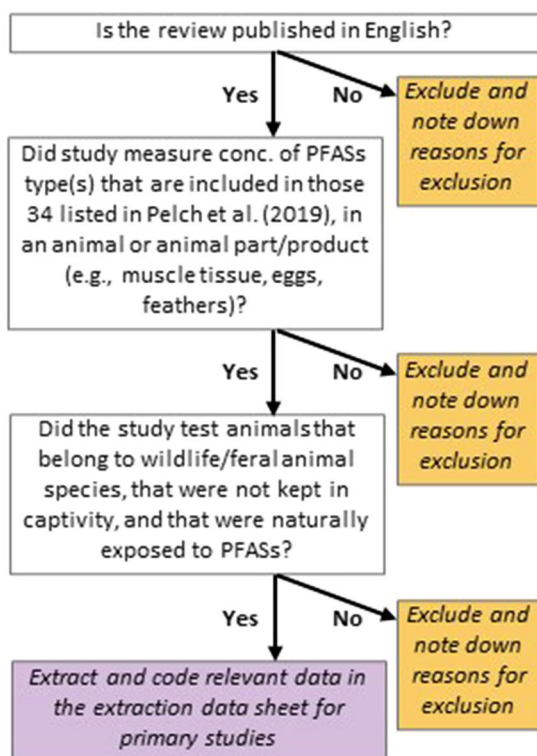 Is the review published in English?
Yes
No
Exclude and
note down
reasons for
exclusion
Did study measure conc. of PFASs
type(s) that are included in those
34 listed in Pelch et al. (2019), in
an animal or animal part/product
(e.g., muscle tissue, eggs,
feathers)?
Yes
No
Exclude and
note down
reasons for
exclusion
Did the study test animals that
belong to wildlife/feral animal
species, that were not kept in
captivity, and that were naturally
exposed to PFASs?
Yes
No
Exclude and
note down
reasons for
exclusion
Extract and code relevant data in
the extraction data sheet for
primary studies